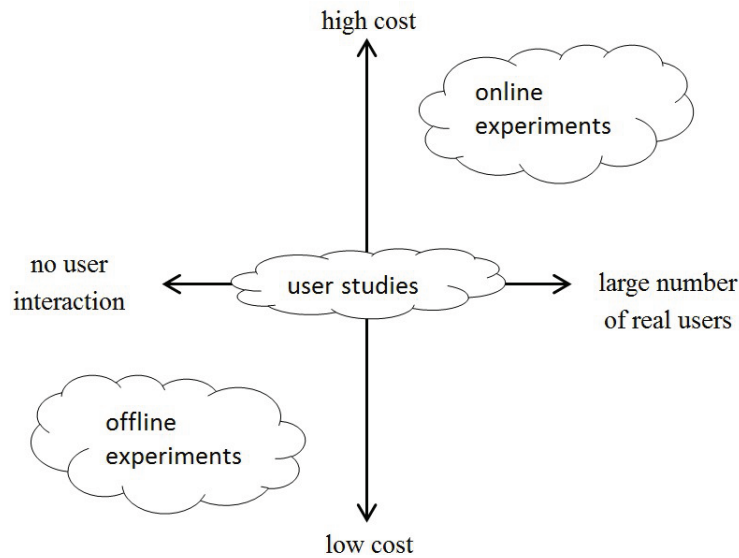 high cost
online
experiments
no user
interaction
user studies
large number
of real users
offline
experiments
low cost